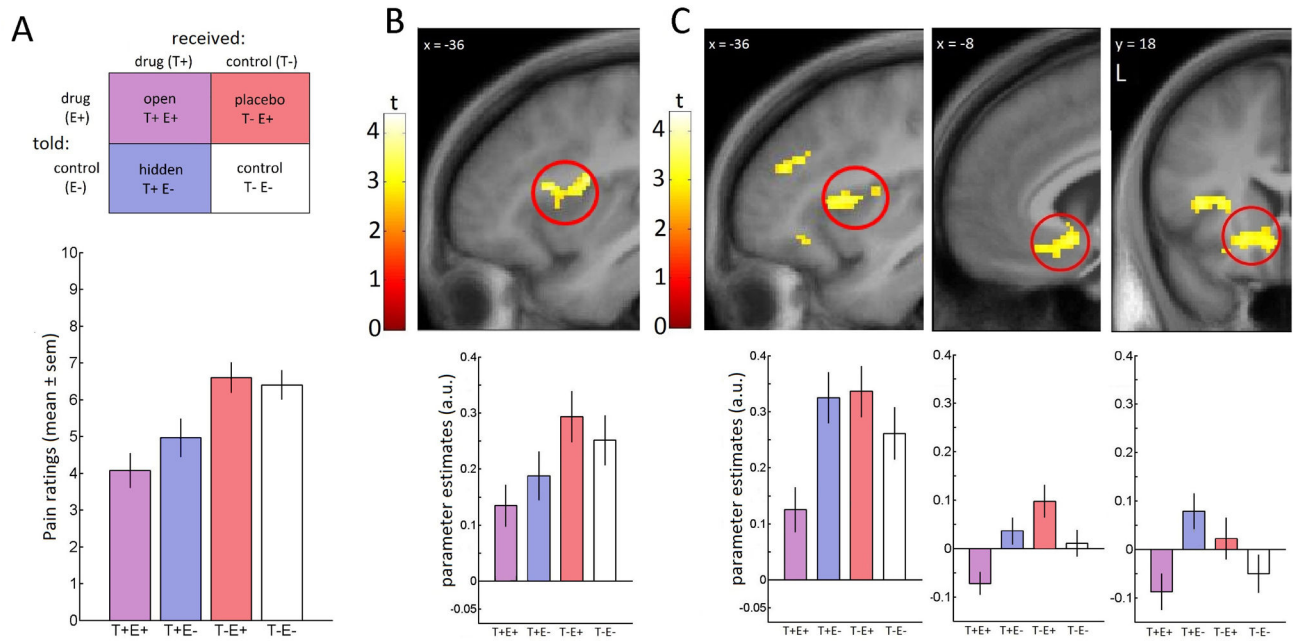 A
received:
drug (T+)
control (T-)
drug
(E+)
open
T+ E+
placebo
T- E+
told:
control
(E-)
hidden
T+ E-
control
T- E-
Pain ratings (mean ± sem)
10
9
8
7
6
5
4
3
2
1
0
T+E+
T+E-
T-E+
T-E-
B
t
4
3
2
1
0
x = -36
parameter estimates (a.u.)
0.4
0.3
0.2
0.1
0
-0.05
T+E+
T+E-
T-E+
T-E-
C
t
4
3
2
1
0
x = -36
x = -8
y = 18
L
parameter estimates (a.u.)
0.4
0.3
0.2
0.1
0
-0.05
T+E+
T+E-
T-E+
T-E-
0.4
0.3
0.2
0.1
0
-0.1
T+E+
T+E-
T-E+
T-E-
0.4
0.3
0.2
0.1
0
-0.1
T+E+
T+E-
T-E+
T-E-